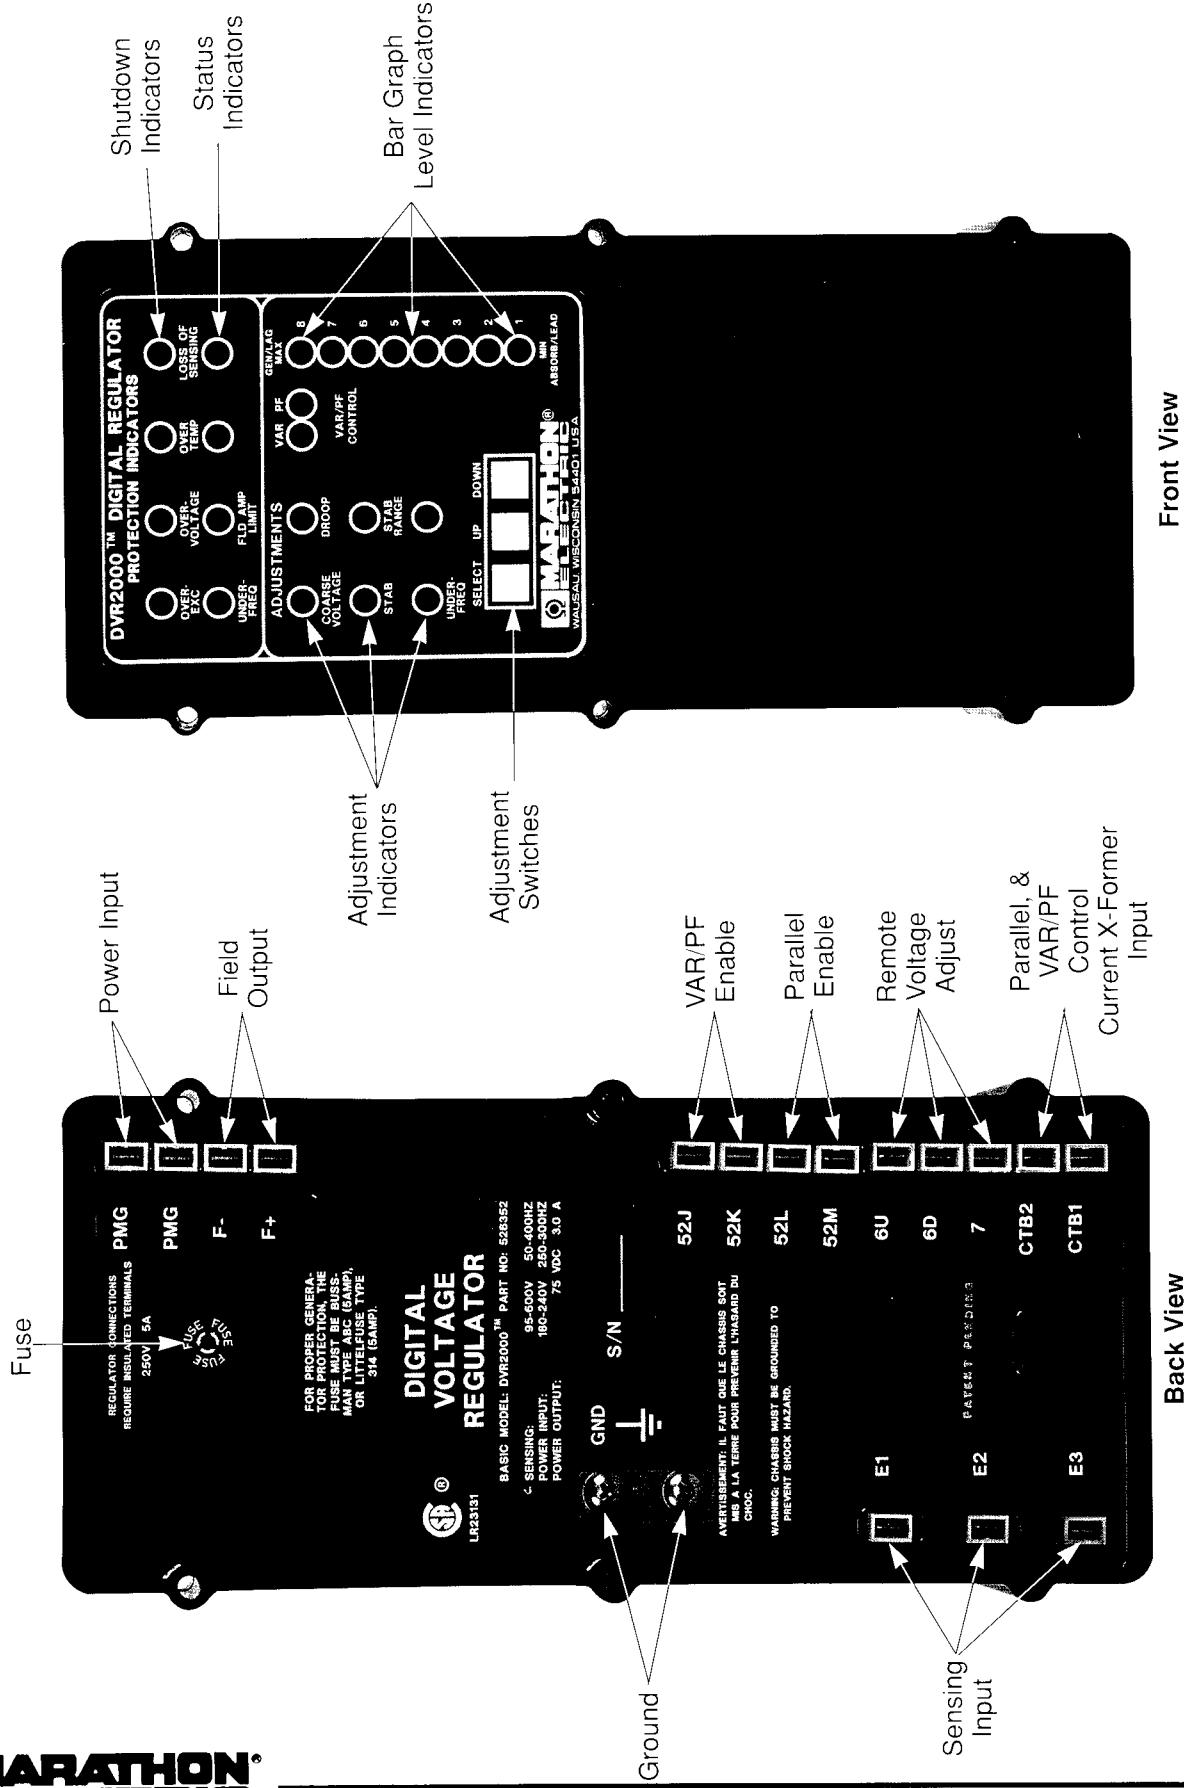 MARATHON®
Fuse
Power Input
Field
Output
REGULATOR CONNECTIONS
REQUIRE INSULATED TERMINALS
250V 5A
PMG
PMG
F-
F+
FUSE FUSE FUSE
FOR PROPER GENERA-
TOR PROTECTION, THE
FUSE MUST BE BUSS-
MAN TYPE ABC (5AMP),
OR LITTELFUSE TYPE
314 (5AMP).
DIGITAL
VOLTAGE
REGULATOR
®
LR23131
BASIC MODEL: DVR2000™ PART NO: 526352
SENSING: 95-600V 50-400HZ
POWER INPUT: 180-240V 250-300HZ
POWER OUTPUT: 75 VDC 3.0 A
GND
S/N
AVERTISSEMENT: IL FAUT QUE LE CHASSIS SOIT
MIS A LA TERRE POUR PREVENIR L'HASARD DU
CHOC.
WARNING: CHASSIS MUST BE GROUNDED TO
PREVENT SHOCK HAZARD.
52J
52K
52L
52M
6U
6D
7
CTB2
CTB1
E1
E2
E3
PATENT PENDING
VAR/PF
Enable
Parallel
Enable
Remote
Voltage
Adjust
Parallel, &
VAR/PF
Control
Current X-Former
Input
Ground
Sensing
Input
Back View
Shutdown
Indicators
Status
Indicators
Bar Graph
Level Indicators
Adjustment
Indicators
Adjustment
Switches
DVR2000™ DIGITAL REGULATOR
PROTECTION INDICATORS
OVER
EXC
OVER-
VOLTAGE
OVER
TEMP
LOSS OF
SENSING
UNDER-
FREQ
FLD AMP
LIMIT
ADJUSTMENTS
COARSE
VOLTAGE
DROOP
STAB
STAB
RANGE
UNDER-
FREQ
VAR PF
VAR/PF
CONTROL
GEN/LAG
MAX
8
7
6
5
4
3
2
1
MIN
ABSORB/LEAD
SELECT UP DOWN
MARATHON®
ELECTRIC
WAUSAU, WISCONSIN 54401 USA
Front View